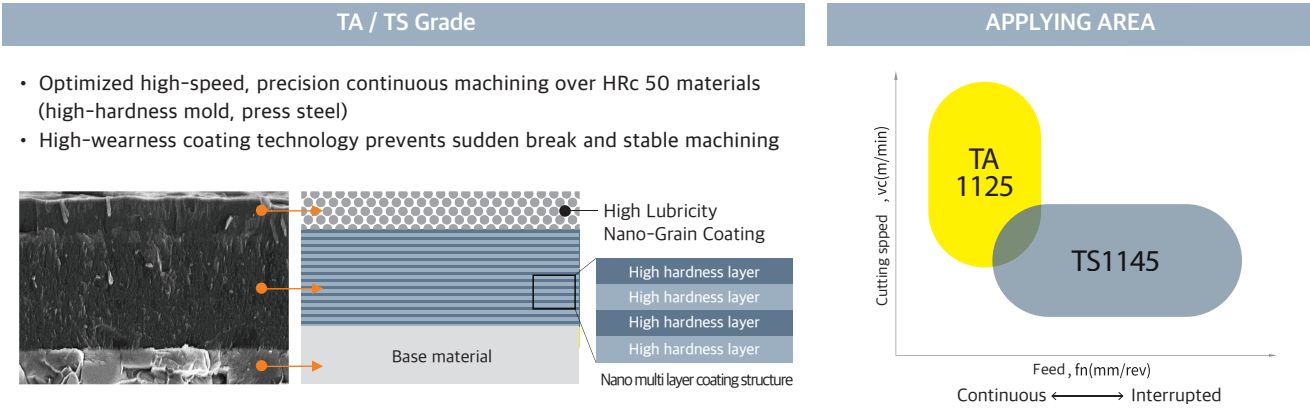 TA / TS Grade
• Optimized high-speed, precision continuous machining over HRc 50 materials
(high-hardness mold, press steel)
• High-wearness coating technology prevents sudden break and stable machining
High Lubricity
Nano-Grain Coating
High hardness layer
High hardness layer
High hardness layer
High hardness layer
Base material
Nano multi layer coating structure
APPLYING AREA
Cutting spped , vc(m/min)
TA
1125
TS1145
Feed , fn(mm/rev)
Continuous ⟷ Interrupted